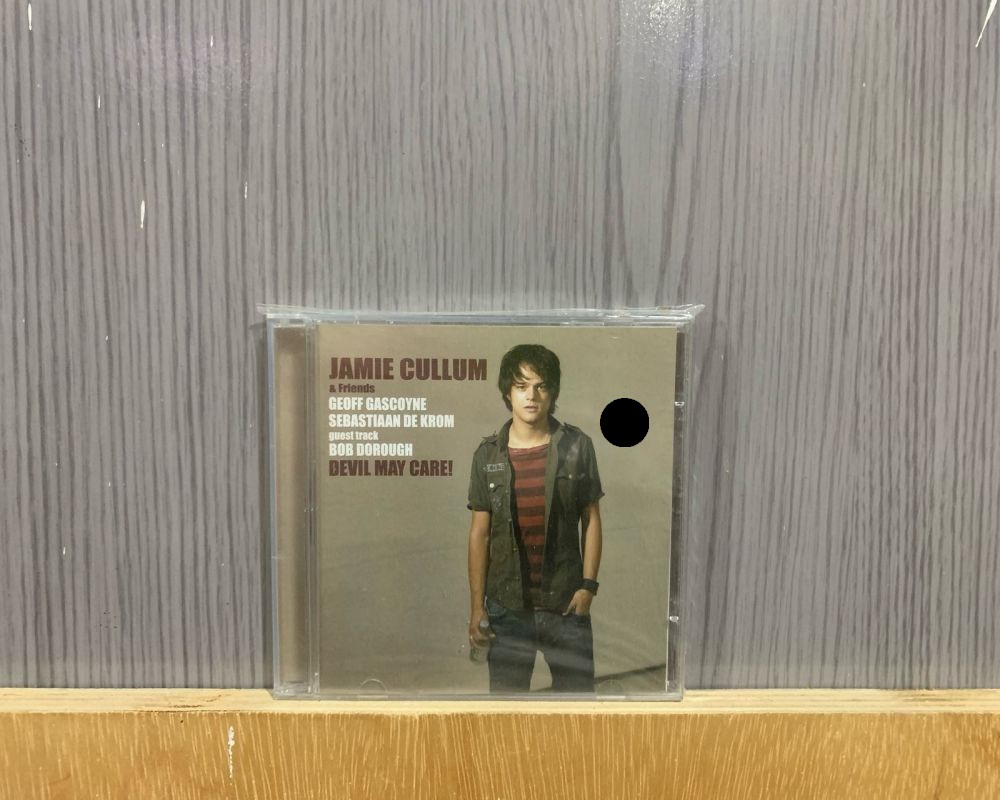 JAMIE CULLUM
& Friends
GEOFF GASCOYNE
SEBASTIAAN DE KROM
guest track
BOB DOROUGH
DEVIL MAY CARE!